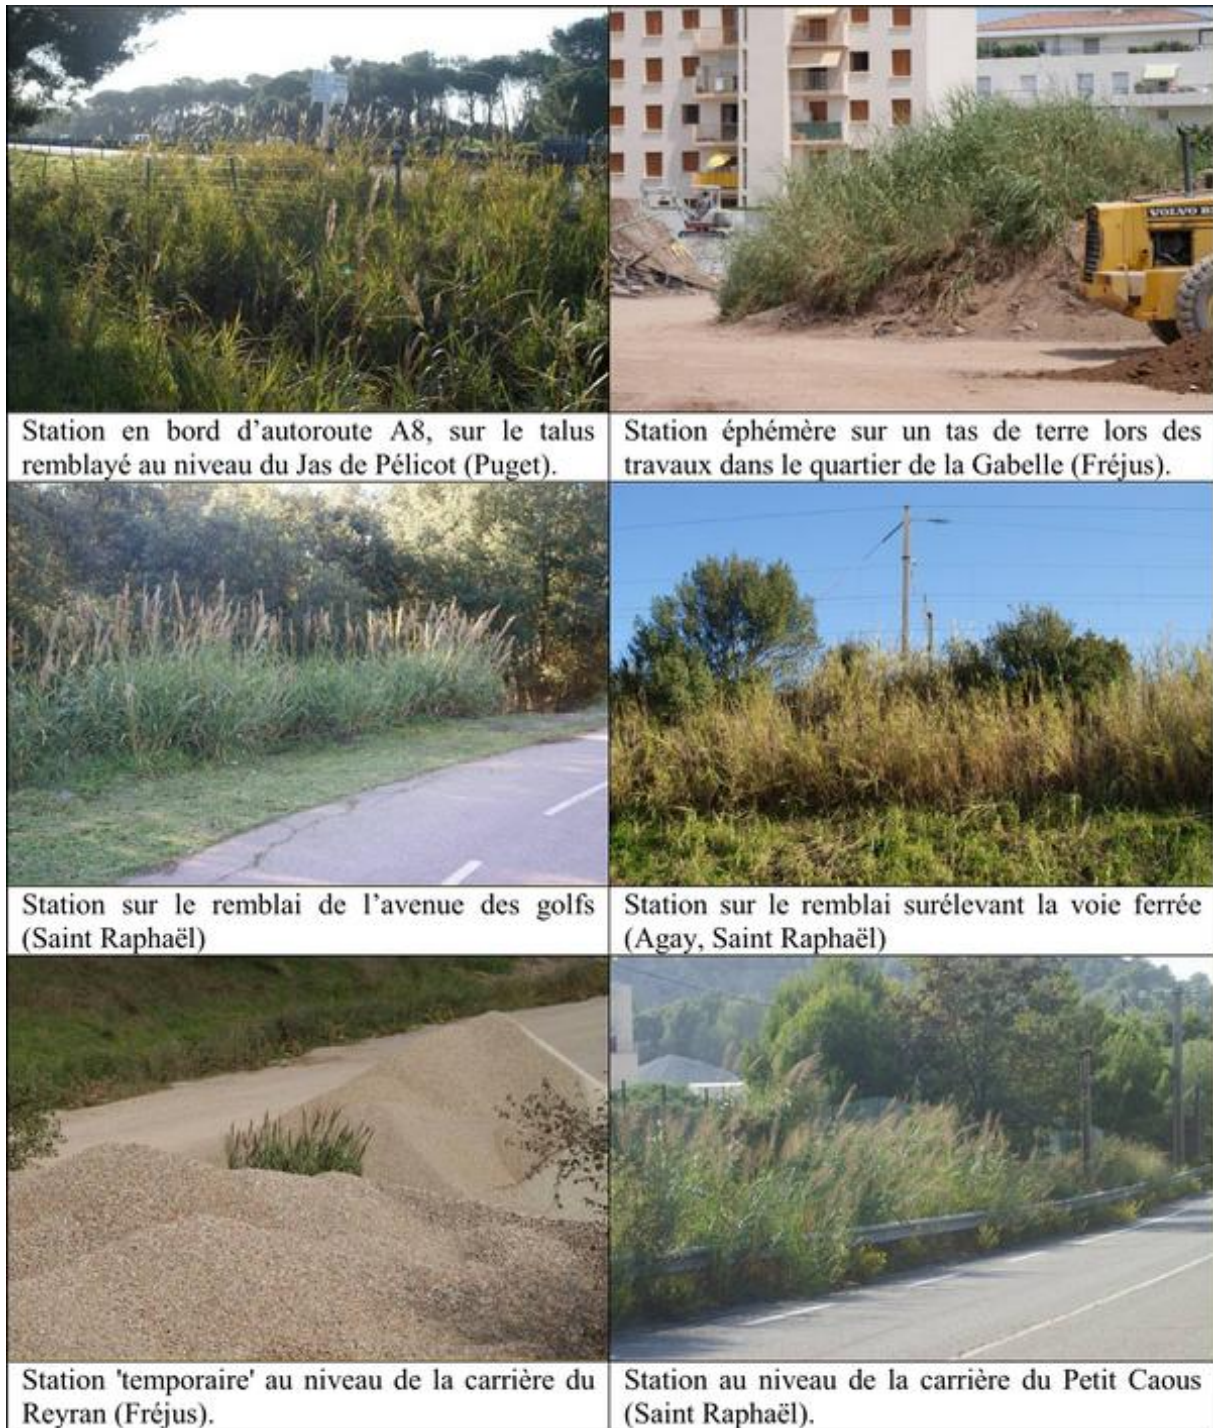 VOLVO B
Station en bord d'autoroute A8, sur le talus
remblayé au niveau du Jas de Pélicot (Puget).
Station éphémère sur un tas de terre lors des
travaux dans le quartier de la Gabelle (Fréjus).
Station sur le remblai de l'avenue des golfs
(Saint Raphaël)
Station sur le remblai surélevant la voie ferrée
(Agay, Saint Raphaël)
Station 'temporaire' au niveau de la carrière du
Reyran (Fréjus).
Station au niveau de la carrière du Petit Caous
(Saint Raphaël).